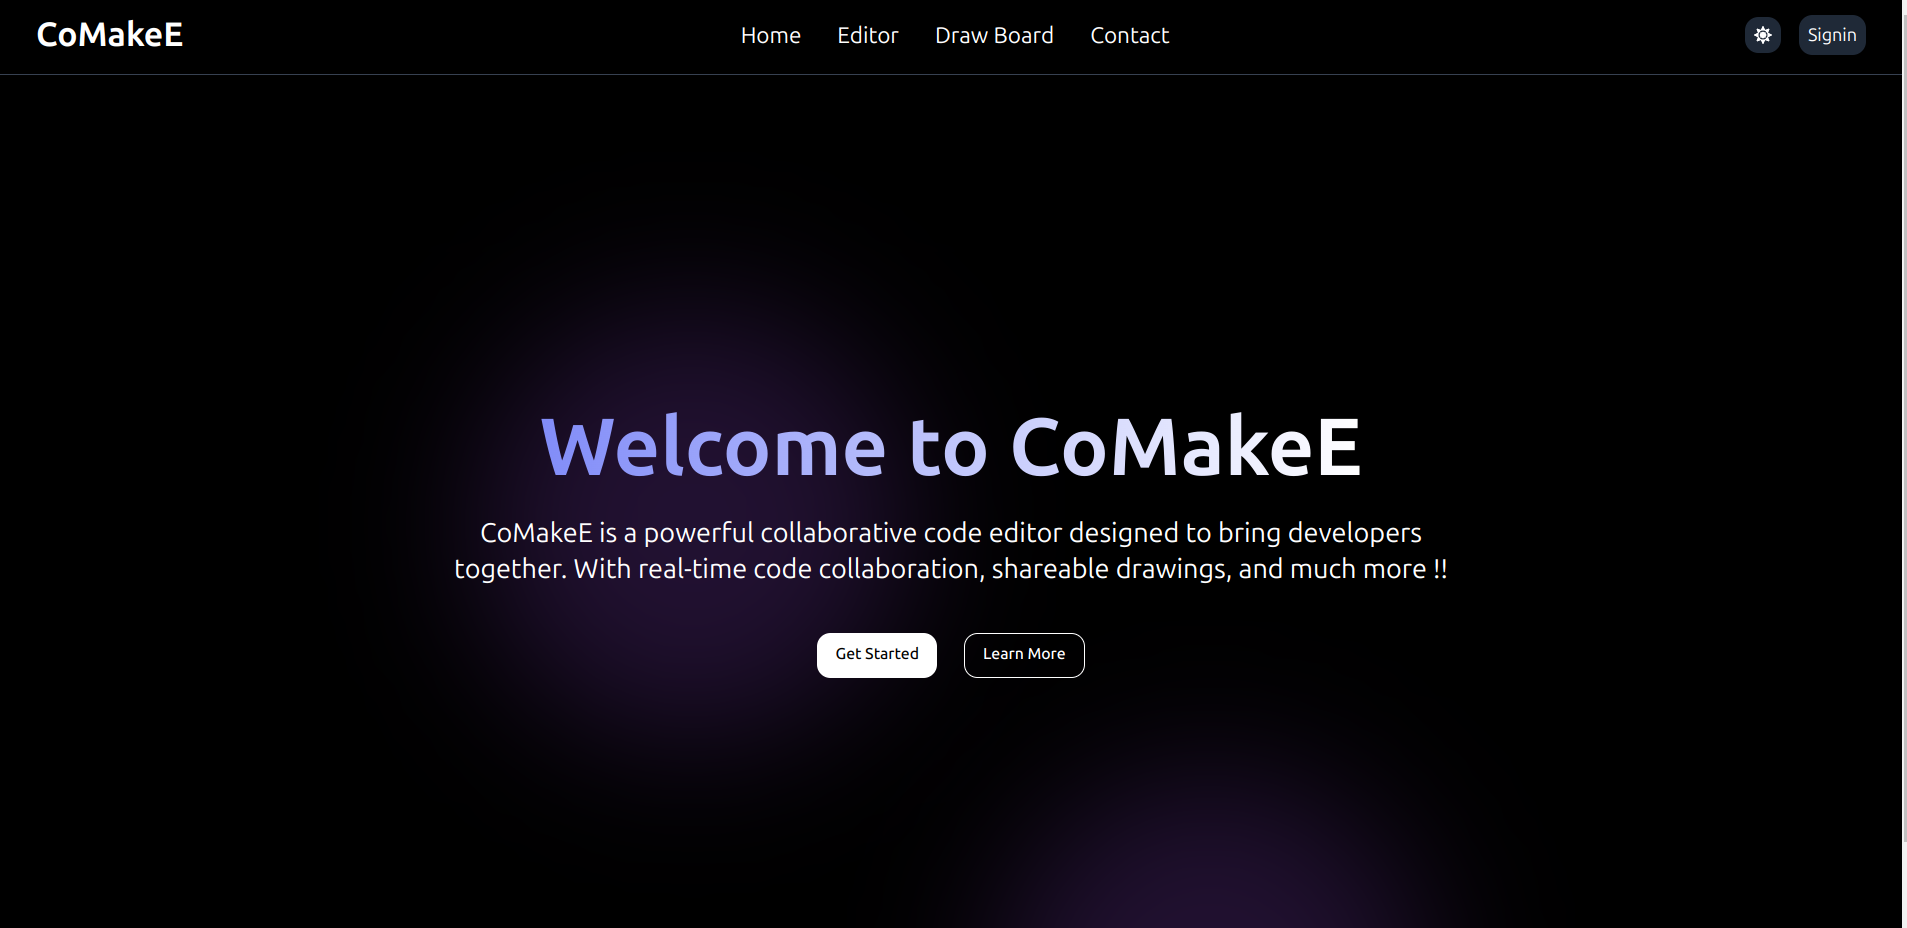 CoMakeE
Home Editor Draw Board Contact
Signin
Welcome to CoMakeE
CoMakeE is a powerful collaborative code editor designed to bring developers
together. With real-time code collaboration, shareable drawings, and much more !!
Get Started Learn More